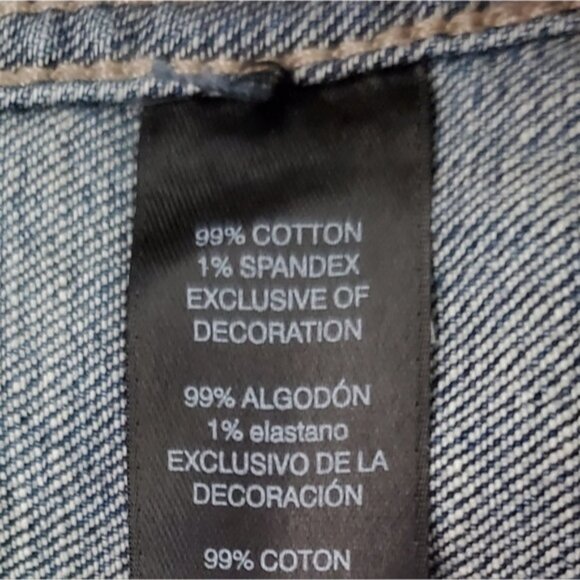 99% COTTON
1% SPANDEX
EXCLUSIVE OF
DECORATION
99% ALGODÓN
1% elastano
EXCLUSIVO DE LA
DECORACIÓN
99% COTON